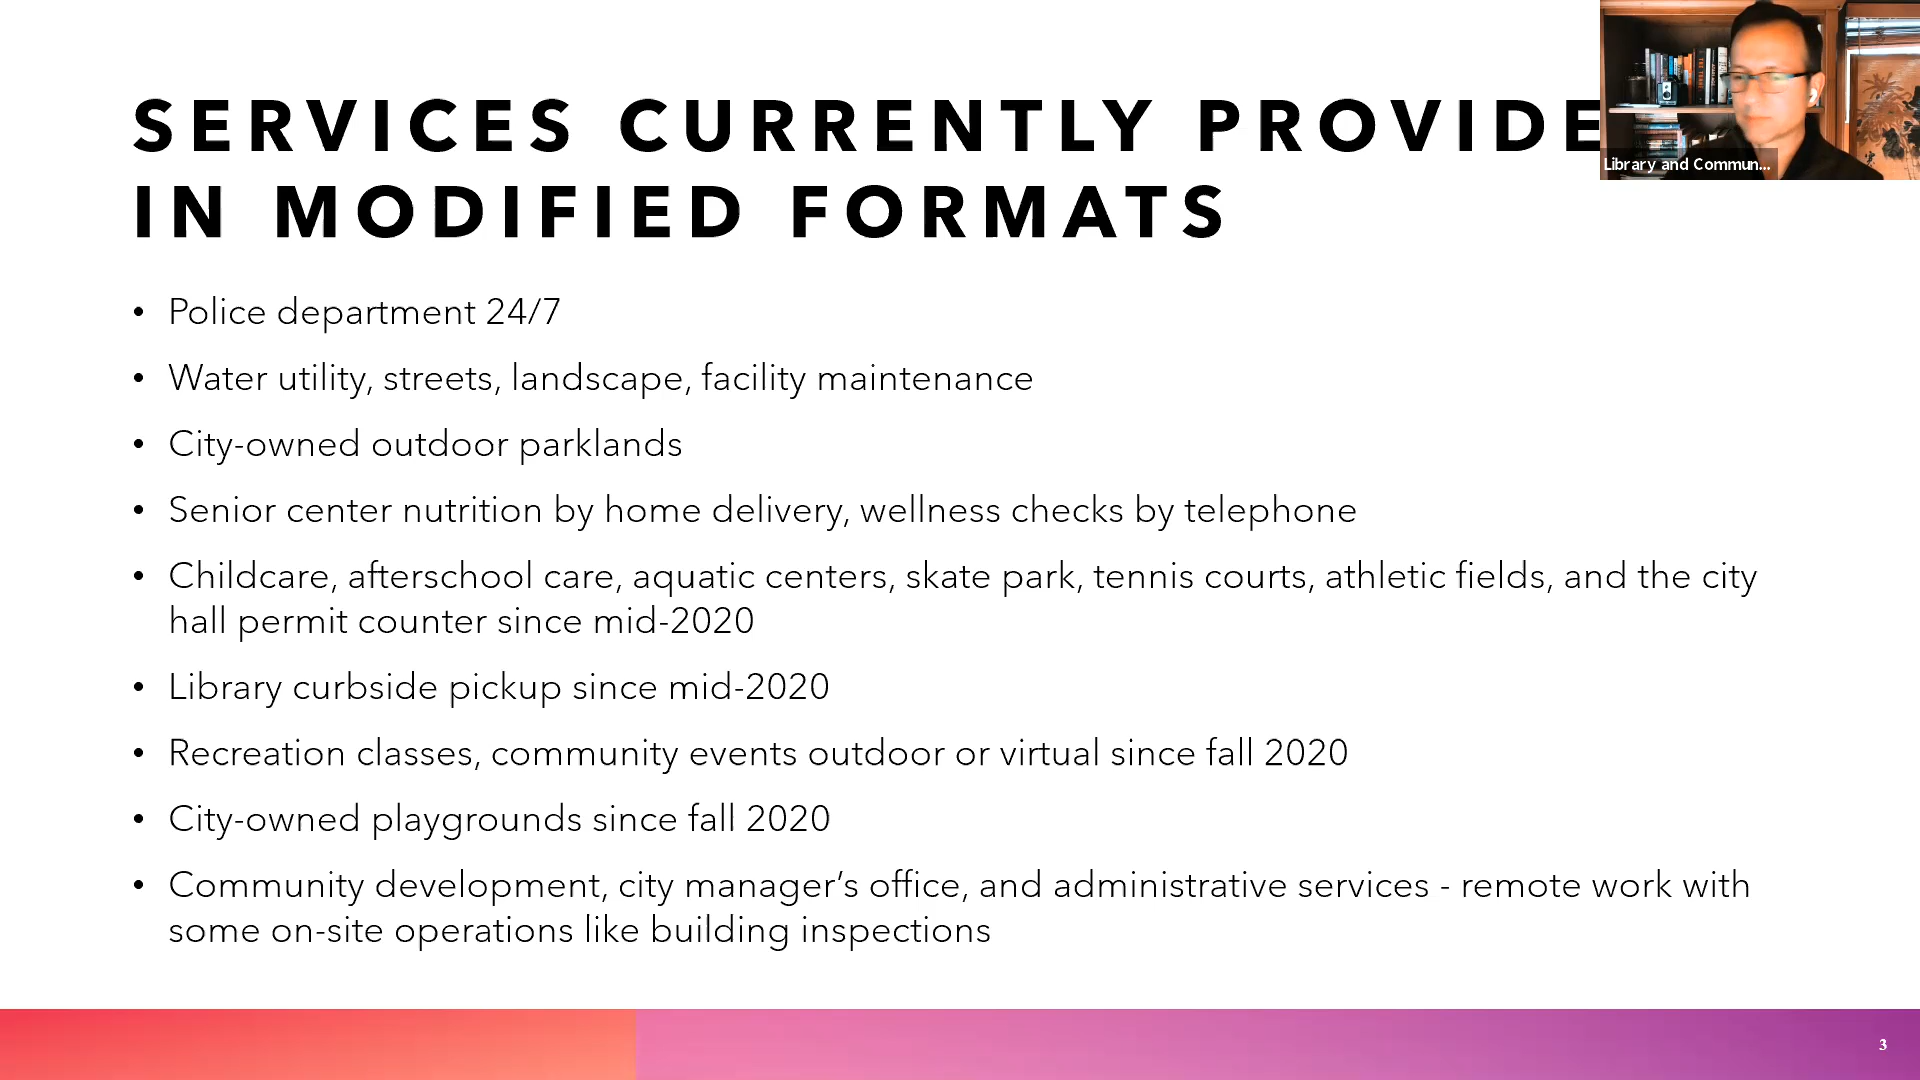 SERVICES CURRENTLY PROVIDE
IN MODIFIED FORMATS
Library and Commun...
• Police department 24/7
• Water utility, streets, landscape, facility maintenance
• City-owned outdoor parklands
• Senior center nutrition by home delivery, wellness checks by telephone
• Childcare, afterschool care, aquatic centers, skate park, tennis courts, athletic fields, and the city
hall permit counter since mid-2020
• Library curbside pickup since mid-2020
• Recreation classes, community events outdoor or virtual since fall 2020
• City-owned playgrounds since fall 2020
• Community development, city manager’s office, and administrative services - remote work with
some on-site operations like building inspections
3